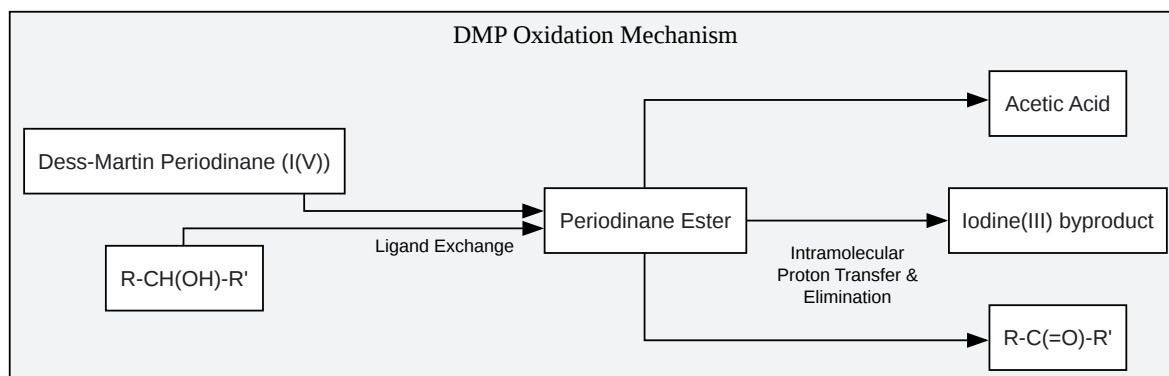 DMP Oxidation Mechanism
Acetic Acid
Dess-Martin Periodinane (I(V))
Periodinane Ester
Iodine(III) byproduct
Ligand Exchange
R-CH(OH)-R'
Intramolecular
Proton Transfer &
Elimination
R-C(=O)-R'